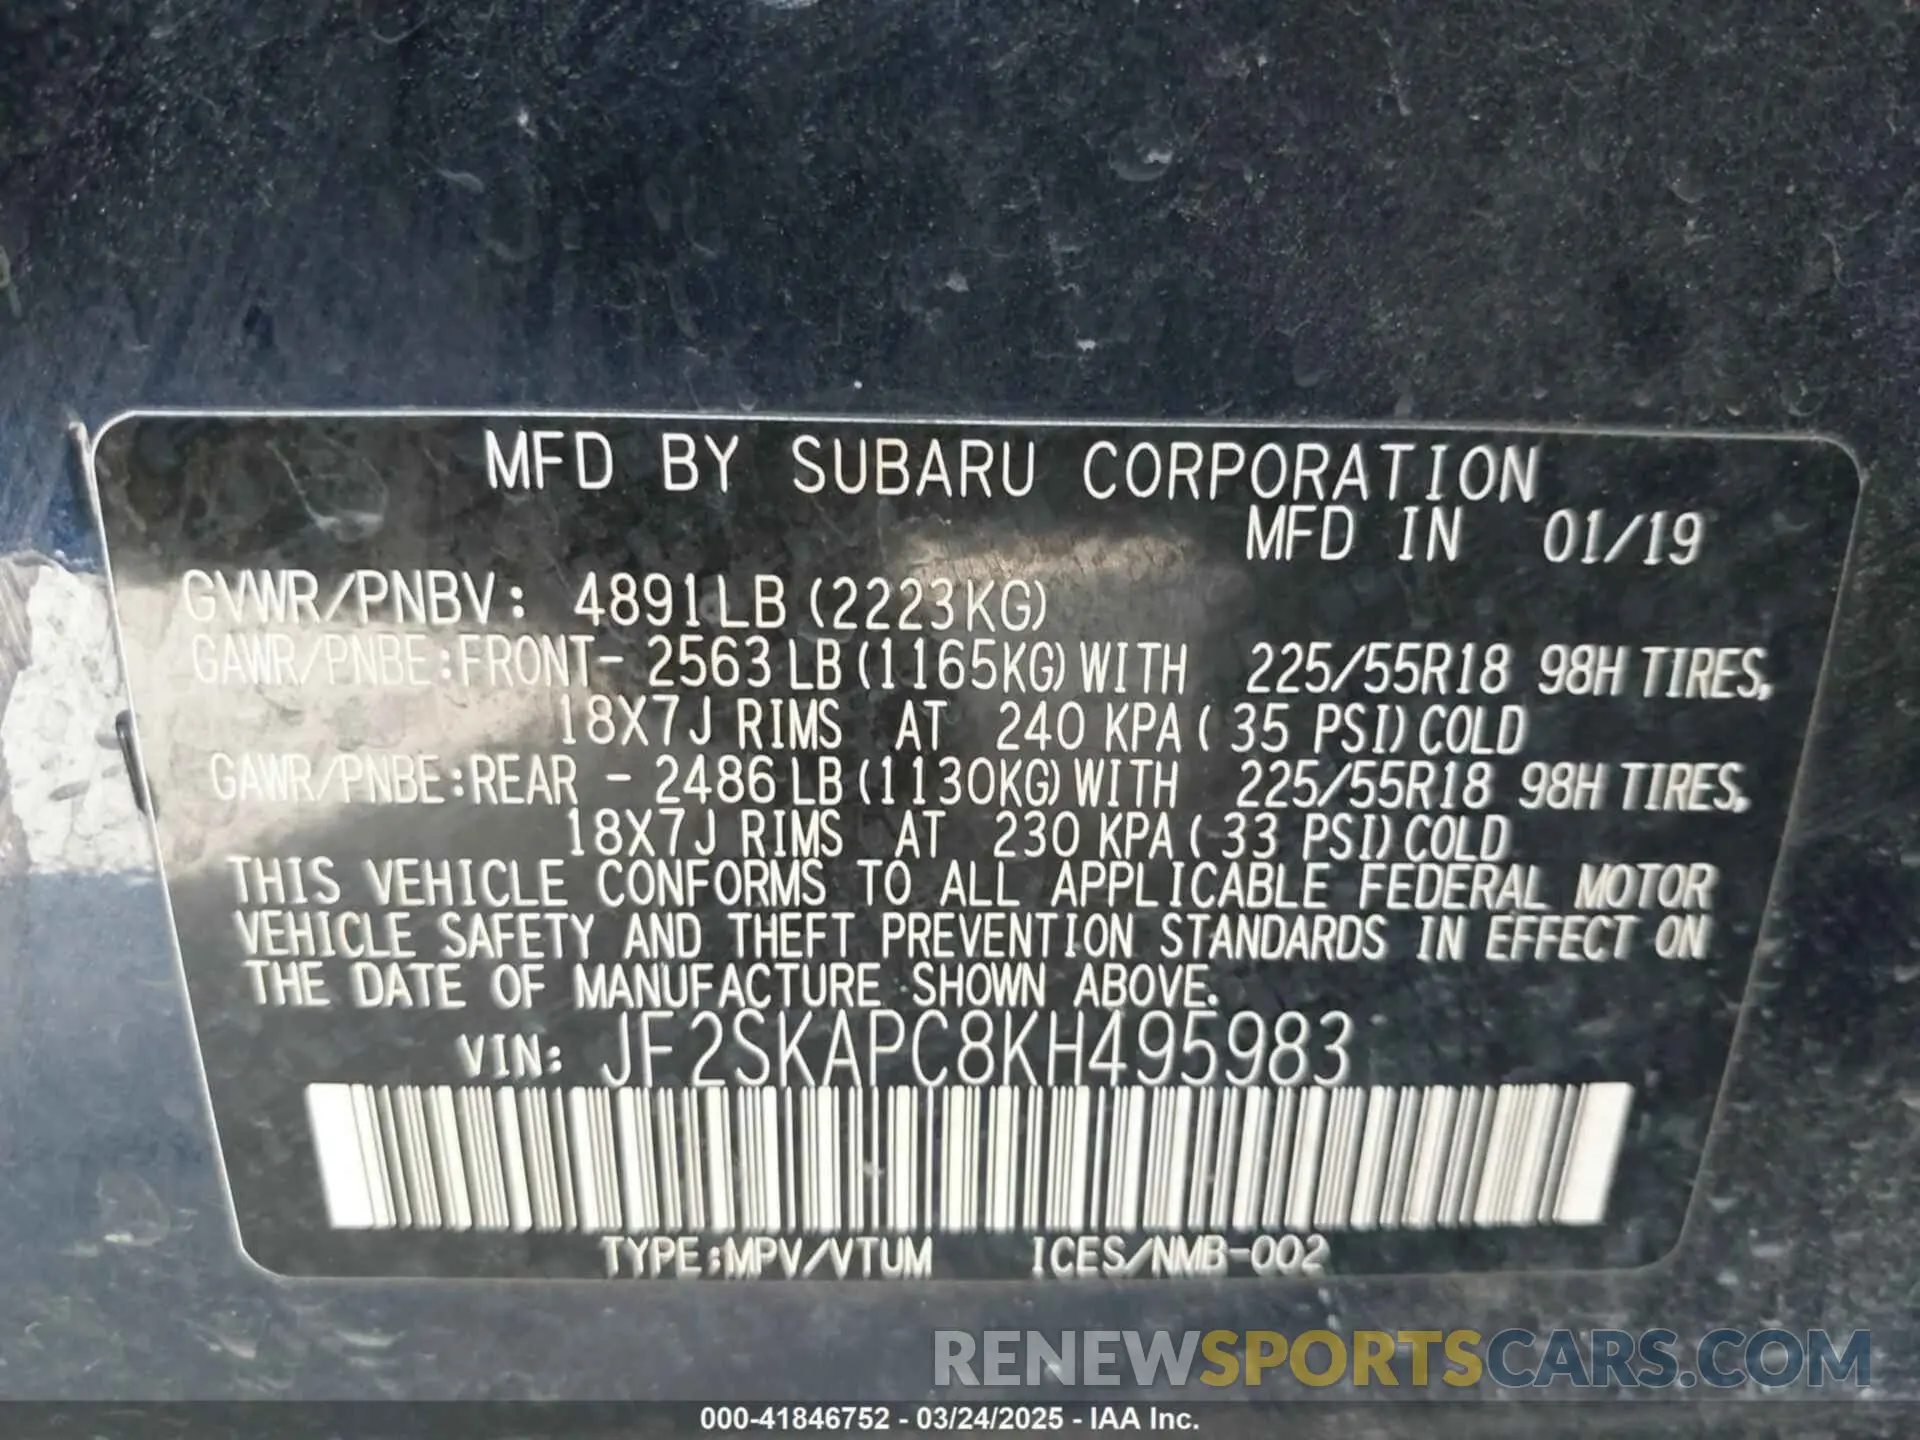 MFD BY SUBARU CORPORATION
MFD IN 01/19
GVWR/PNBV: 4891LB (2223KG)
GAWR/PNBE:FRONT- 2563 LB (1165KG) WITH 225/55R18 98H TIRES,
18X7J RIMS AT 240 KPA ( 35 PSI) COLD
GAWR/PNBE:REAR - 2486 LB (1130KG) WITH 225/55R18 98H TIRES,
18X7J RIMS AT 230 KPA ( 33 PSI) COLD
THIS VEHICLE CONFORMS TO ALL APPLICABLE FEDERAL MOTOR
VEHICLE SAFETY AND THEFT PREVENTION STANDARDS IN EFFECT ON
THE DATE OF MANUFACTURE SHOWN ABOVE.
VIN: JF2SKAPC8KH495983
TYPE:MPV/VTUM ICES/NMB-002
RENEWSPORTSCARS.COM
000-41846752 - 03/24/2025 - IAA Inc.